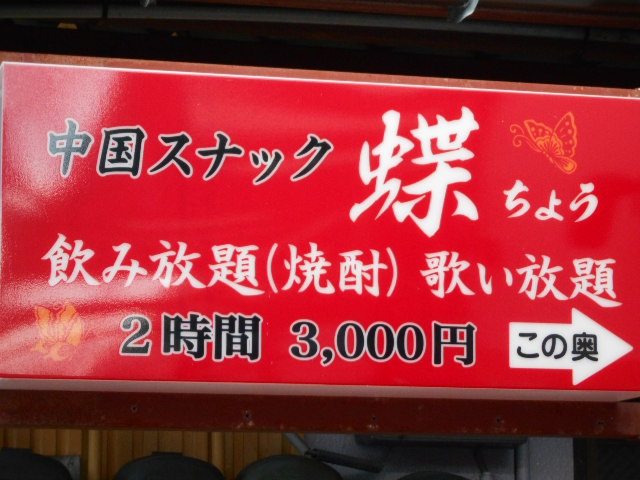 中国スナック 蝶 ちょう
飲み放題(焼酎) 歌い放題
2時間 3,000円 この奥